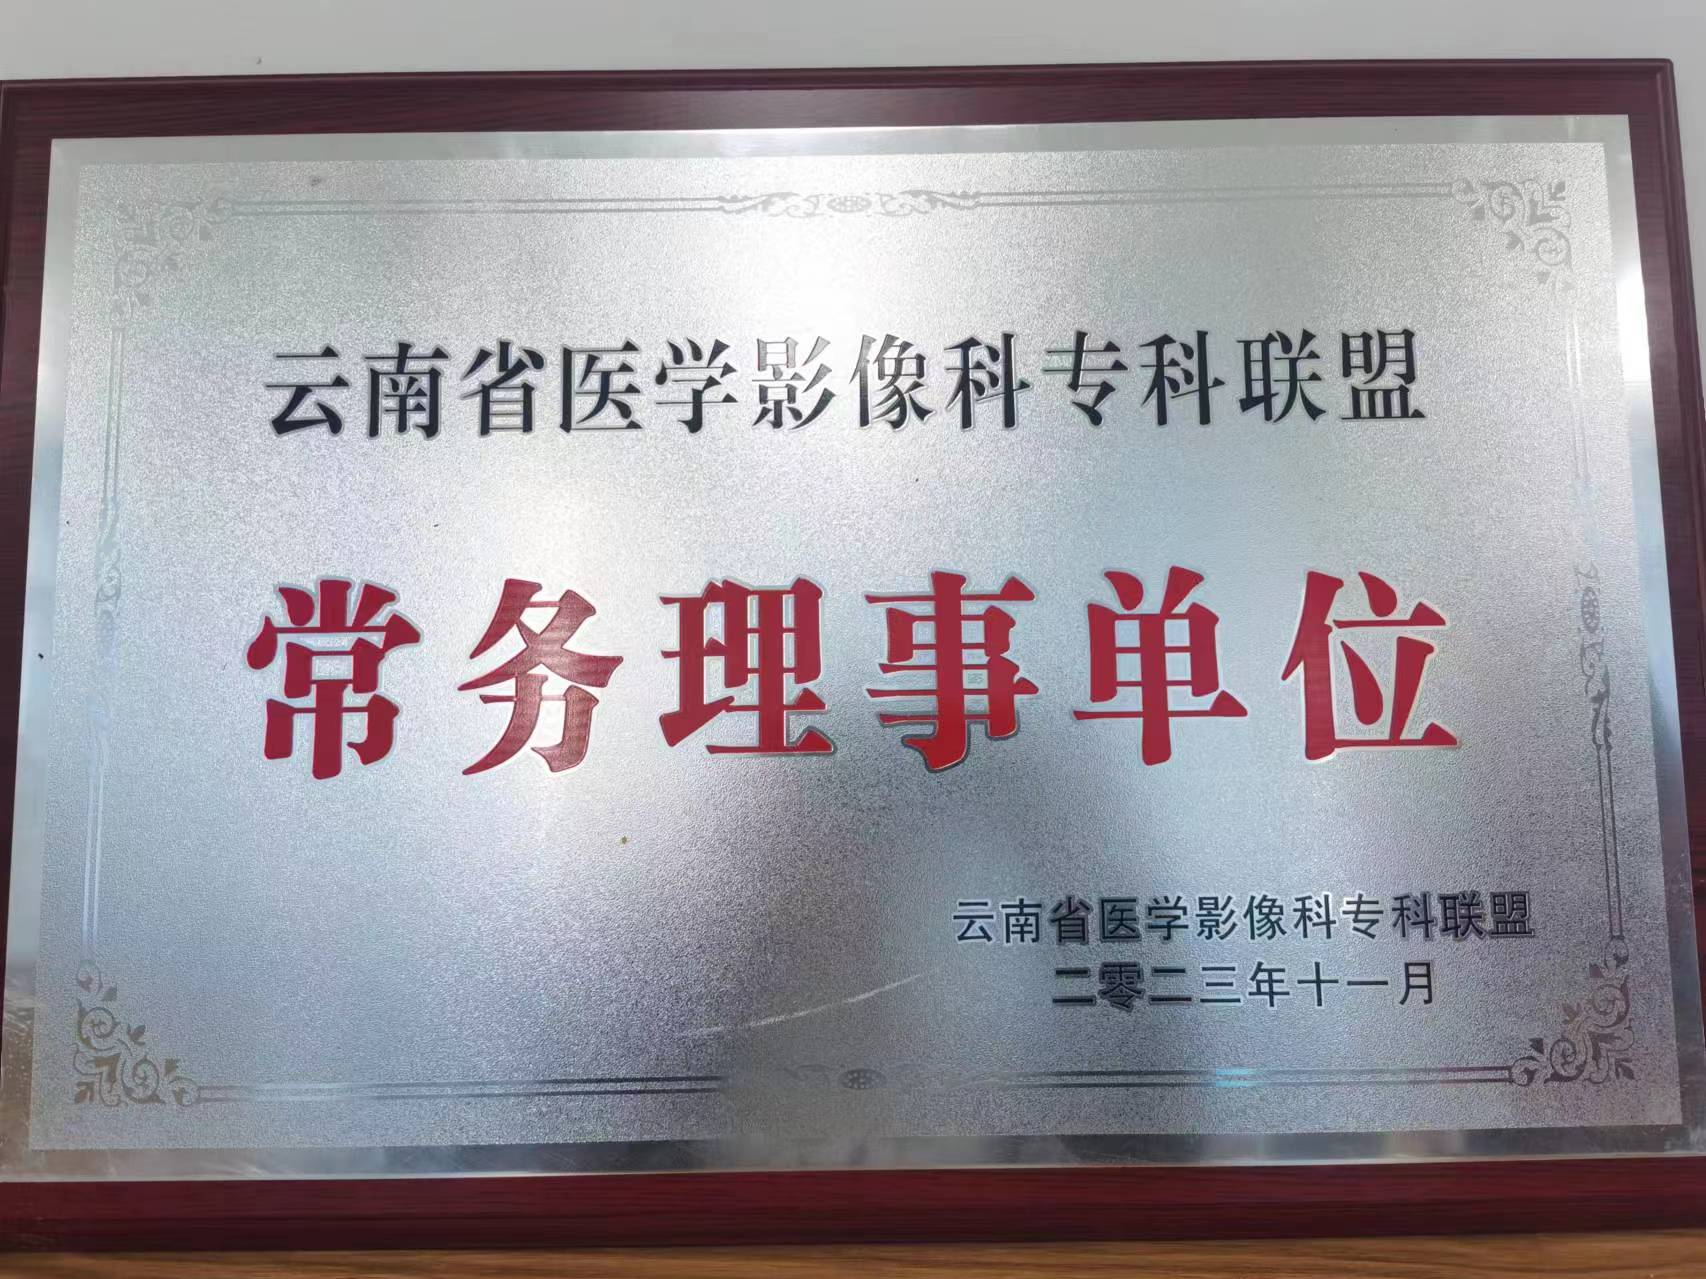 云南省医学影像科专科联盟
常务理事单位
云南省医学影像科专科联盟
二零二三年十一月